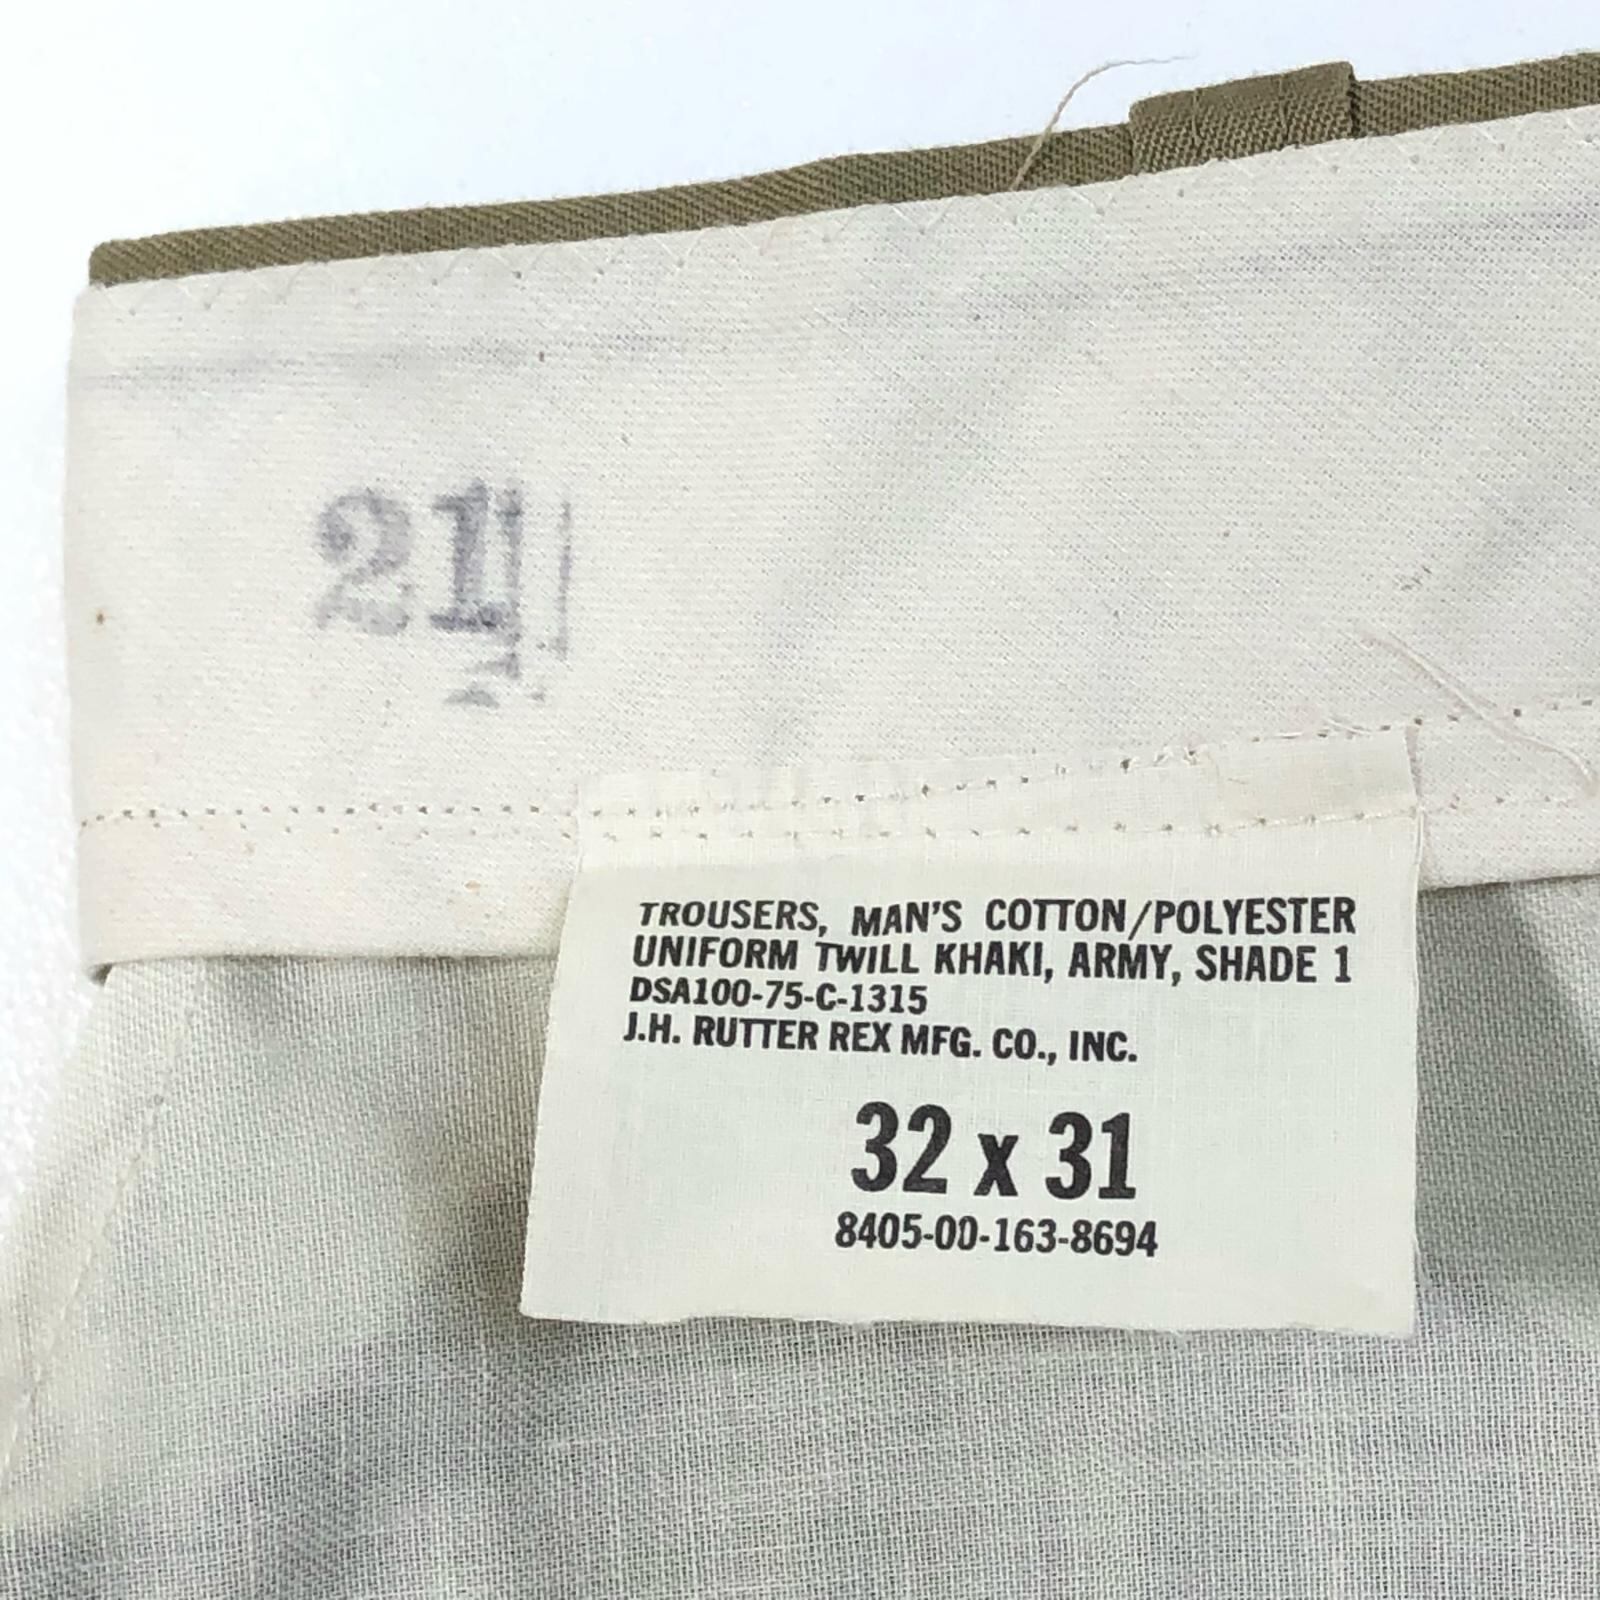 21
TROUSERS, MAN'S COTTON/POLYESTER
UNIFORM TWILL KHAKI, ARMY, SHADE 1
DSA100-75-C-1315
J.H. RUTTER REX MFG. CO., INC.
32 x 31
8405-00-163-8694